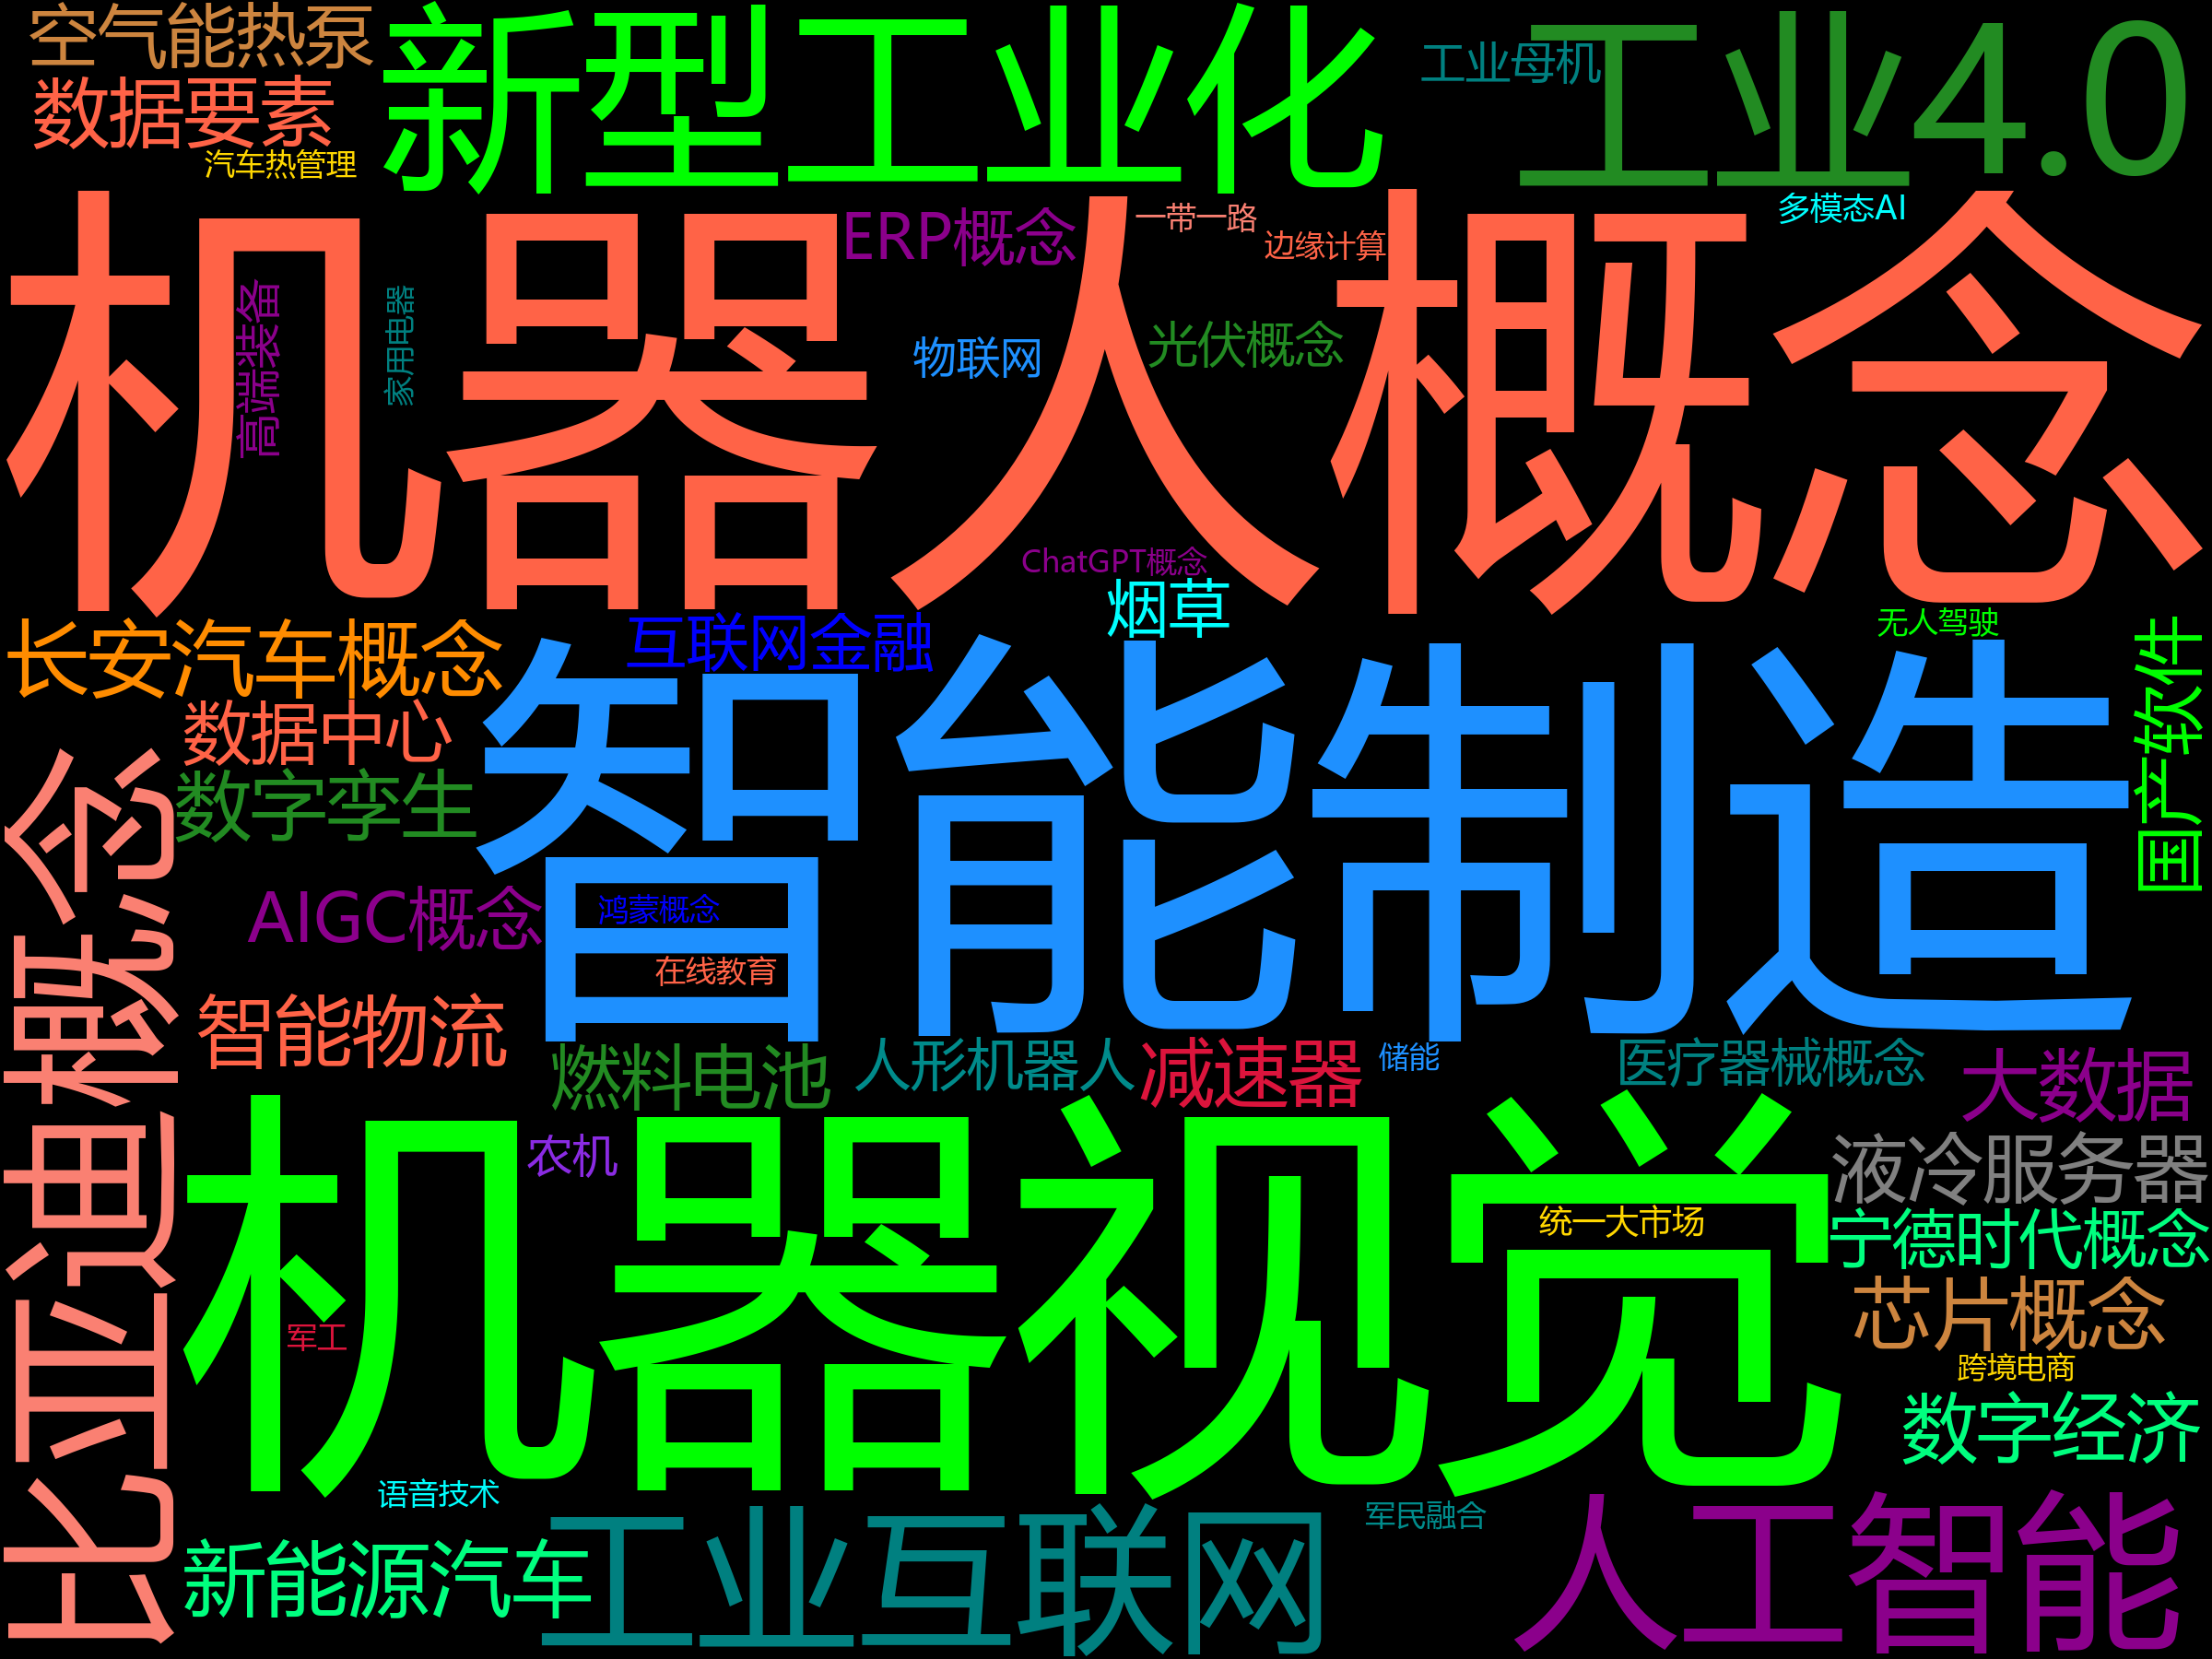 空气能热泵
新型工业化
工业母机
工业4.0
数据要素
汽车热管理
多模态AI
机器人概念
ERP概念
一带一路
边缘计算
高端装备
家用电器
物联网
光伏概念
ChatGPT概念
烟草
长安汽车概念
互联网金融
无人驾驶
国产软件
智能制造
数据中心
数字孪生
比亚迪概念
AIGC概念
鸿蒙概念
在线教育
智能物流
燃料电池
人形机器人
减速器
储能
医疗器械概念
大数据
机器视觉
农机
液冷服务器
统一大市场
宁德时代概念
芯片概念
军工
跨境电商
数字经济
语音技术
军民融合
新能源汽车
工业互联网
人工智能